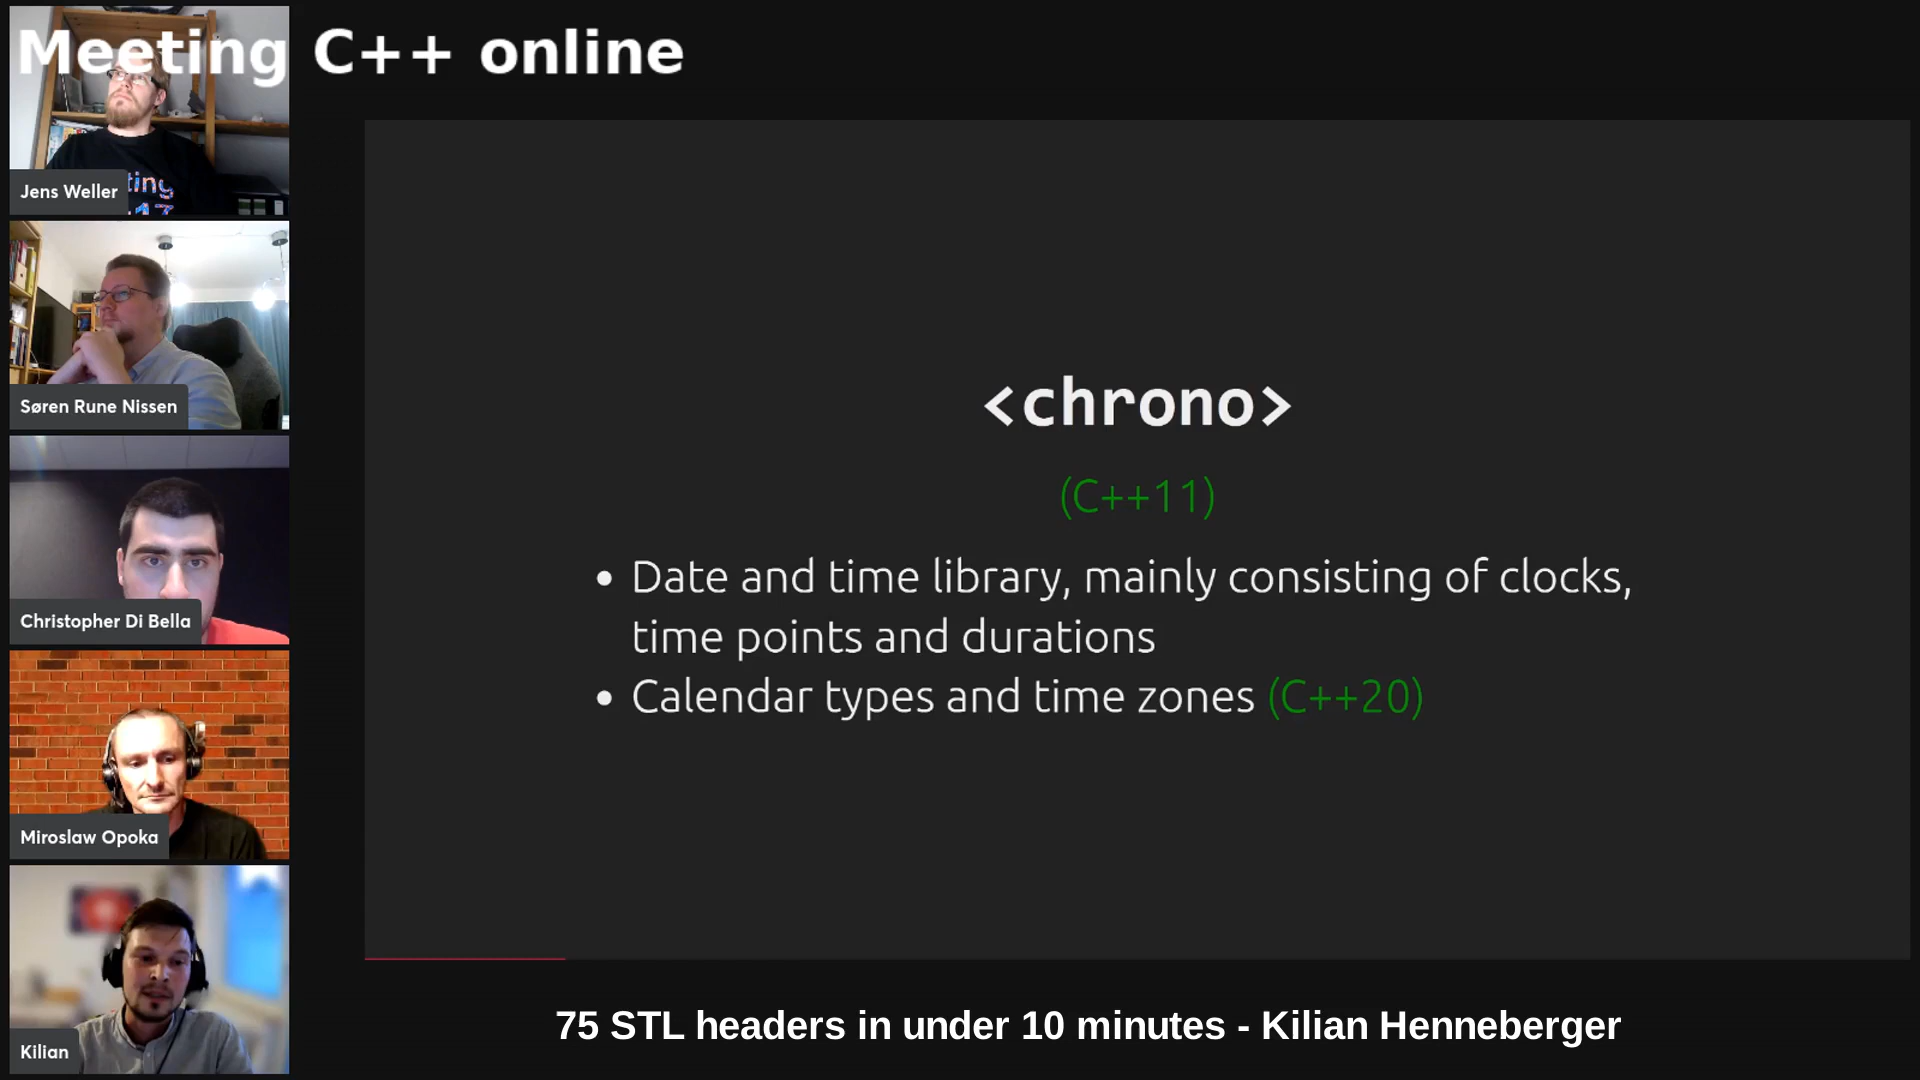 Meeting C++ online
Jens Weller
Søren Rune Nissen
Christopher Di Bella
Miroslaw Opoka
Kilian
<chrono>
(C++11)
Date and time library, mainly consisting of clocks,
time points and durations
Calendar types and time zones (C++20)
75 STL headers in under 10 minutes - Kilian Henneberger